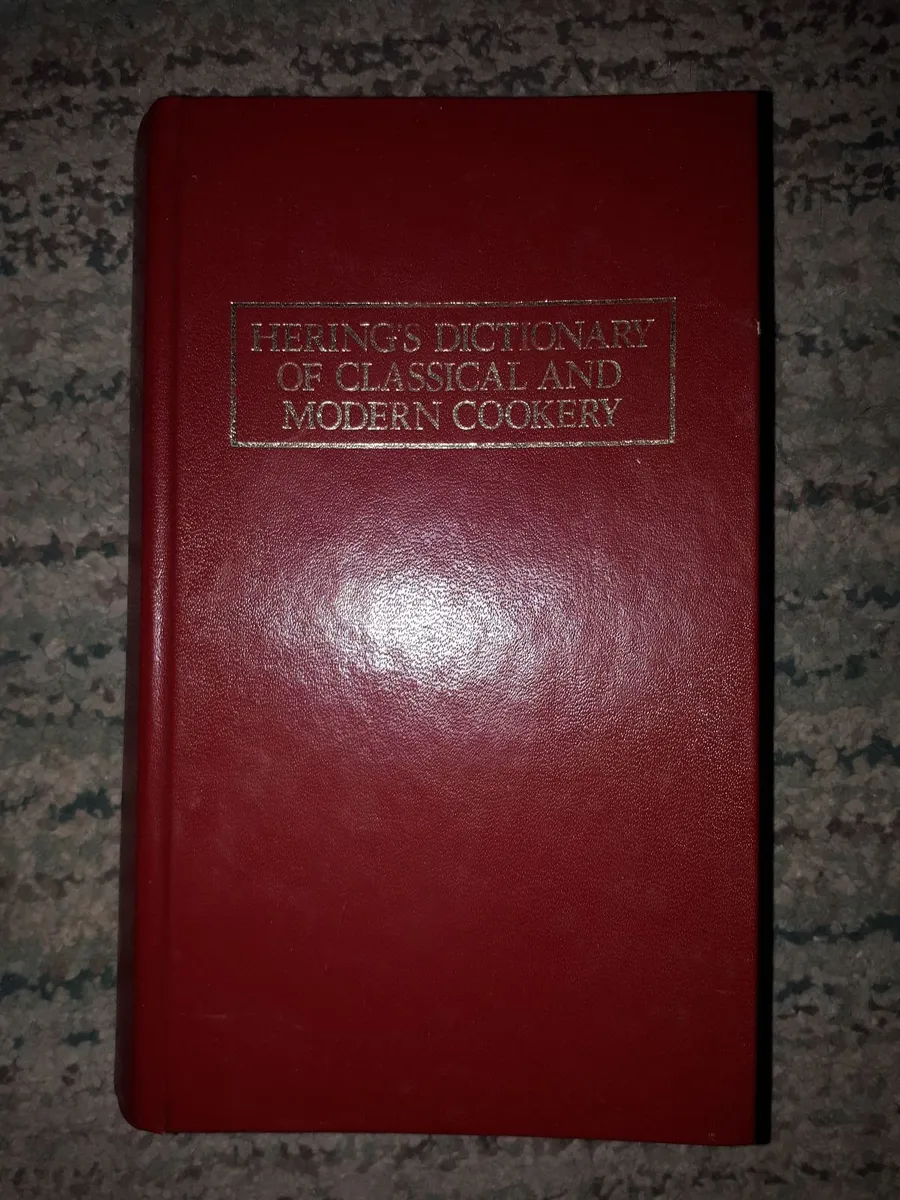 HERING'S DICTIONARY
OF CLASSICAL AND
MODERN COOKERY